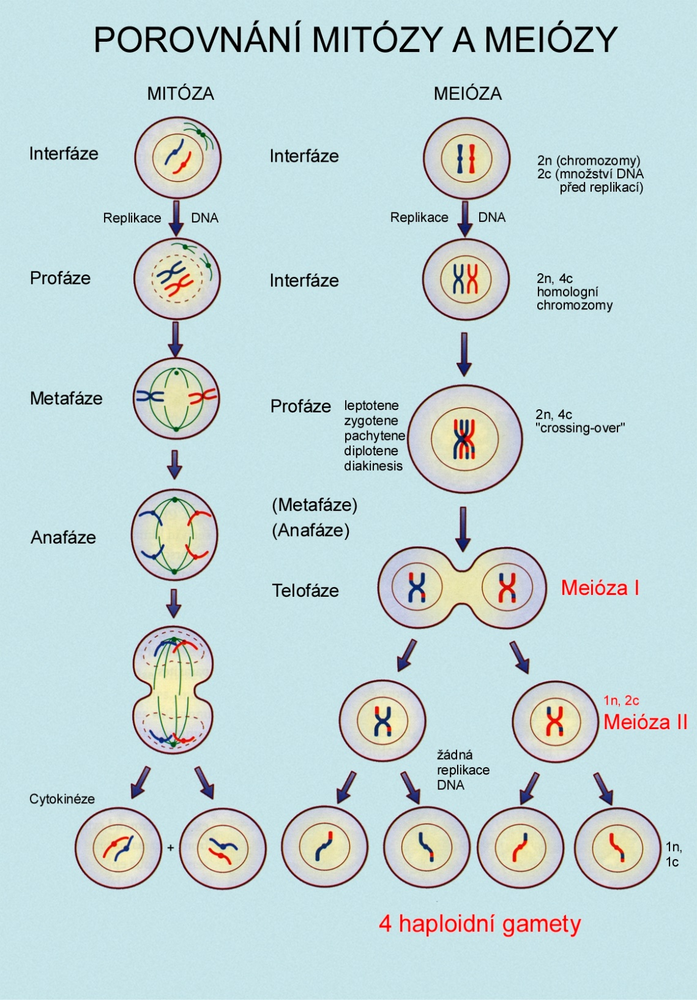 POROVNÁNÍ MITÓZY A MEIÓZY
MITÓZA
Interfáze
Replikace DNA
Profáze
Metafáze
Anafáze
Cytokinéze
+
MEIÓZA
Interfáze
2n (chromozomy)
2c (množství DNA
před replikací)
Replikace DNA
Interfáze
2n, 4c
homologní
chromozomy
Profáze
leptotene
zygotene
pachytene
diplotene
diakinesis
2n, 4c
"crossing-over"
(Metafáze)
(Anafáze)
Telofáze
Meióza I
1n, 2c
Meióza II
žádná
replikace
DNA
1n,
1c
4 haploidní gamety